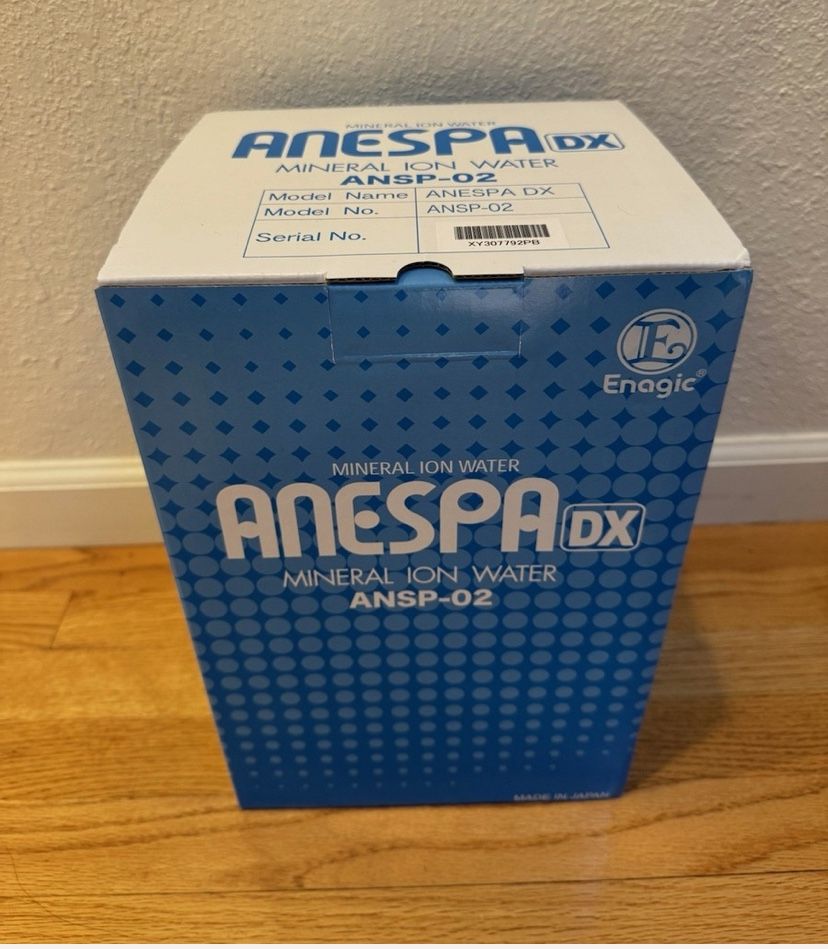 MINERAL ION WATER
ANESPA DX
MINERAL ION WATER
ANSP-02
Model Name ANESPA DX
Model No. ANSP-02
Serial No. XY307792PB
E
Enagic®
MINERAL ION WATER
ANESPA DX
MINERAL ION WATER
ANSP-02
MADE IN JAPAN